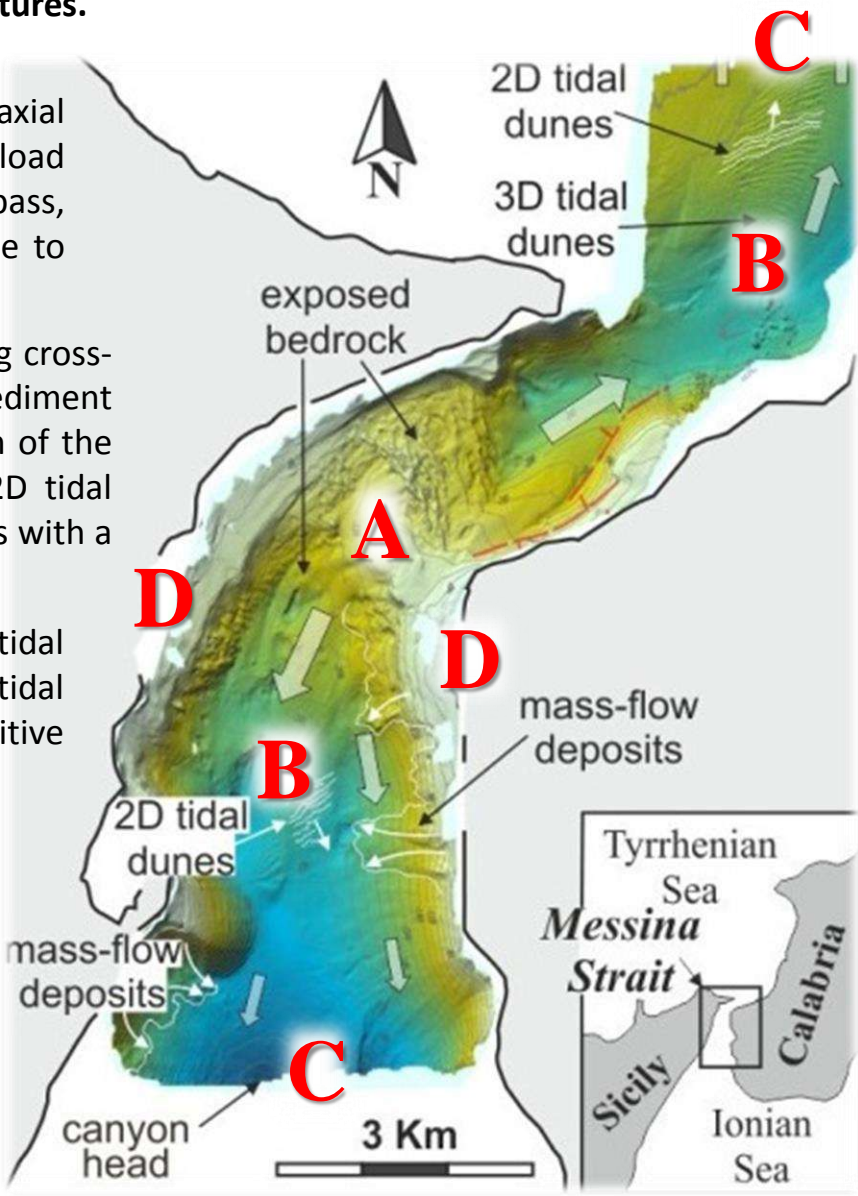 tures.
axial
load
pass,
e to
g cross-
ediment
n of the
2D tidal
s with a
tidal
tidal
itive
C
2D tidal
dunes
N
3D tidal
dunes
B
exposed
bedrock
A
D
D
mass-flow
deposits
B
2D tidal
dunes
mass-flow
deposits
C
canyon
head
3 Km
Tyrrhenian
Sea
Messina
Strait
Calabria
Sicily
Ionian
Sea